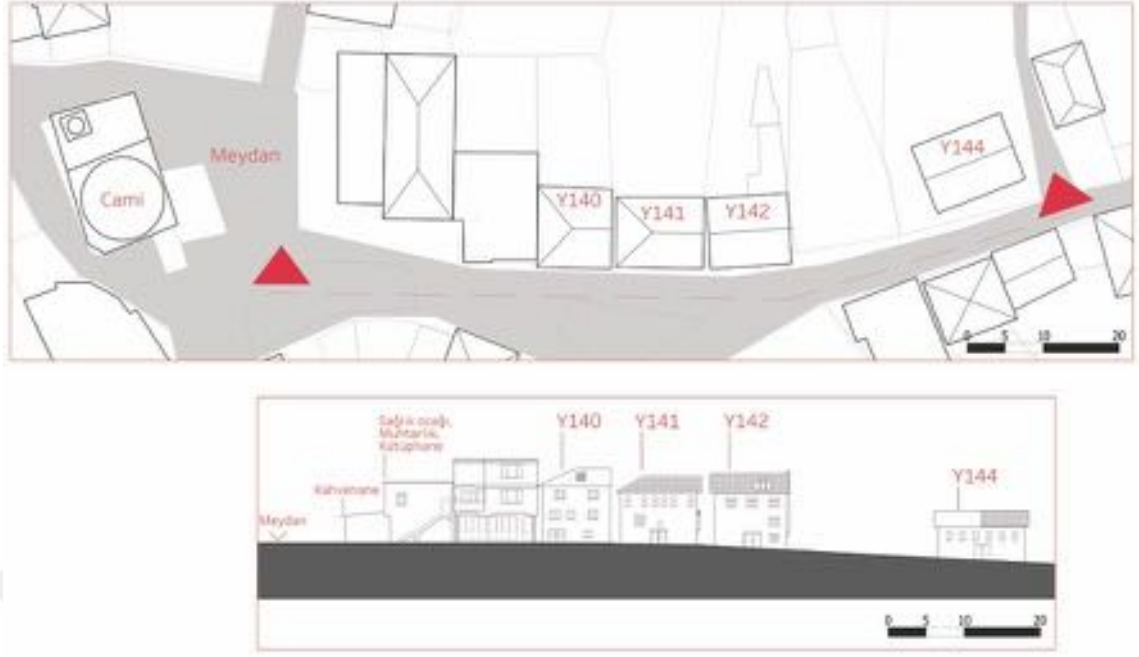 Meydan
Cami
Y140
Y141
Y142
Y144
0 5 10 20
Sağlık ocağı,
Muhtarlık,
Kütüphane
Y140
Y141
Y142
Kahvehane
Y144
Meydan
0 5 10 20